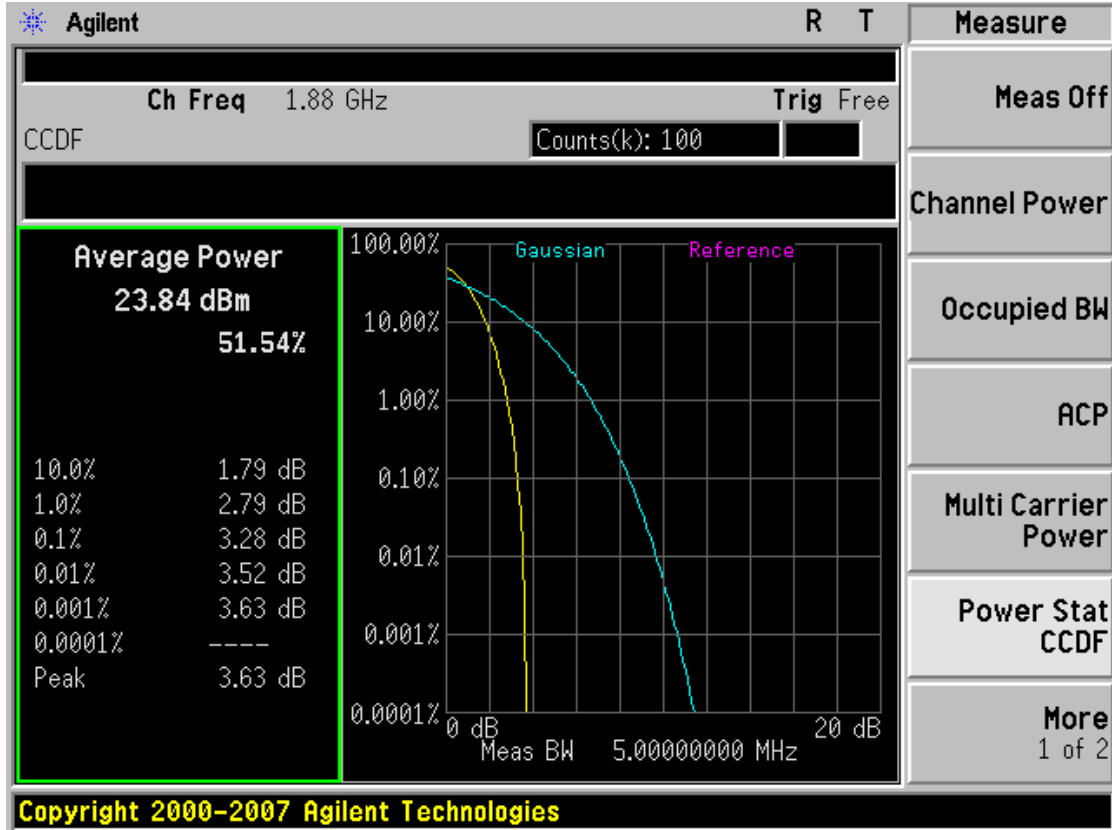 Agilent R T
Ch Freq 1.88 GHz Trig Free
CCDF Counts(k): 100
Average Power
23.84 dBm
51.54%
10.0% 1.79 dB
1.0% 2.79 dB
0.1% 3.28 dB
0.01% 3.52 dB
0.001% 3.63 dB
0.0001% ----
Peak 3.63 dB
Gaussian Reference
100.00%
10.00%
1.00%
0.10%
0.01%
0.001%
0.0001%
0 dB 20 dB
Meas BW 5.00000000 MHz
Measure
Meas Off
Channel Power
Occupied BW
ACP
Multi Carrier
Power
Power Stat
CCDF
More
1 of 2
Copyright 2000-2007 Agilent Technologies